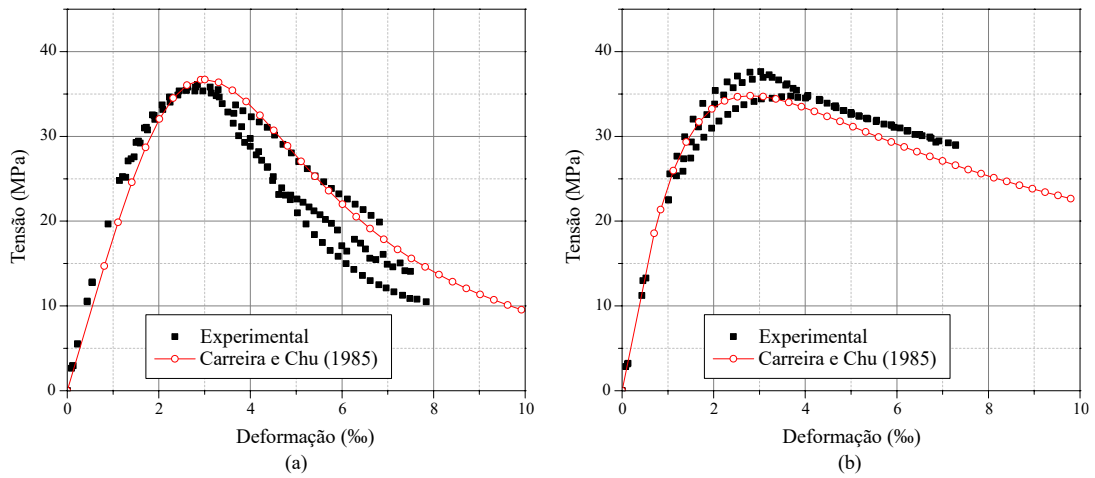 40
30
20
10
0
Tensão (MPa)
0 2 4 6 8 10
Deformação (‰)
Experimental
Carreira e Chu (1985)
(a)
40
30
20
10
0
Tensão (MPa)
0 2 4 6 8 10
Deformação (‰)
Experimental
Carreira e Chu (1985)
(b)